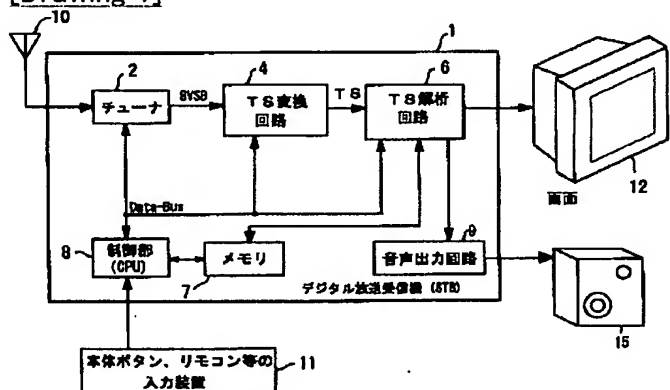 10
1
2
4
6
チューナ
8VSB
TS変換
回路
TS
TS解析
回路
画面
12
Data-Bus
8
制御部
(CPU)
メモリ
7
9
音声出力回路
デジタル放送受信機 (STB)
15
本体ボタン、リモコン等の
入力装置
11